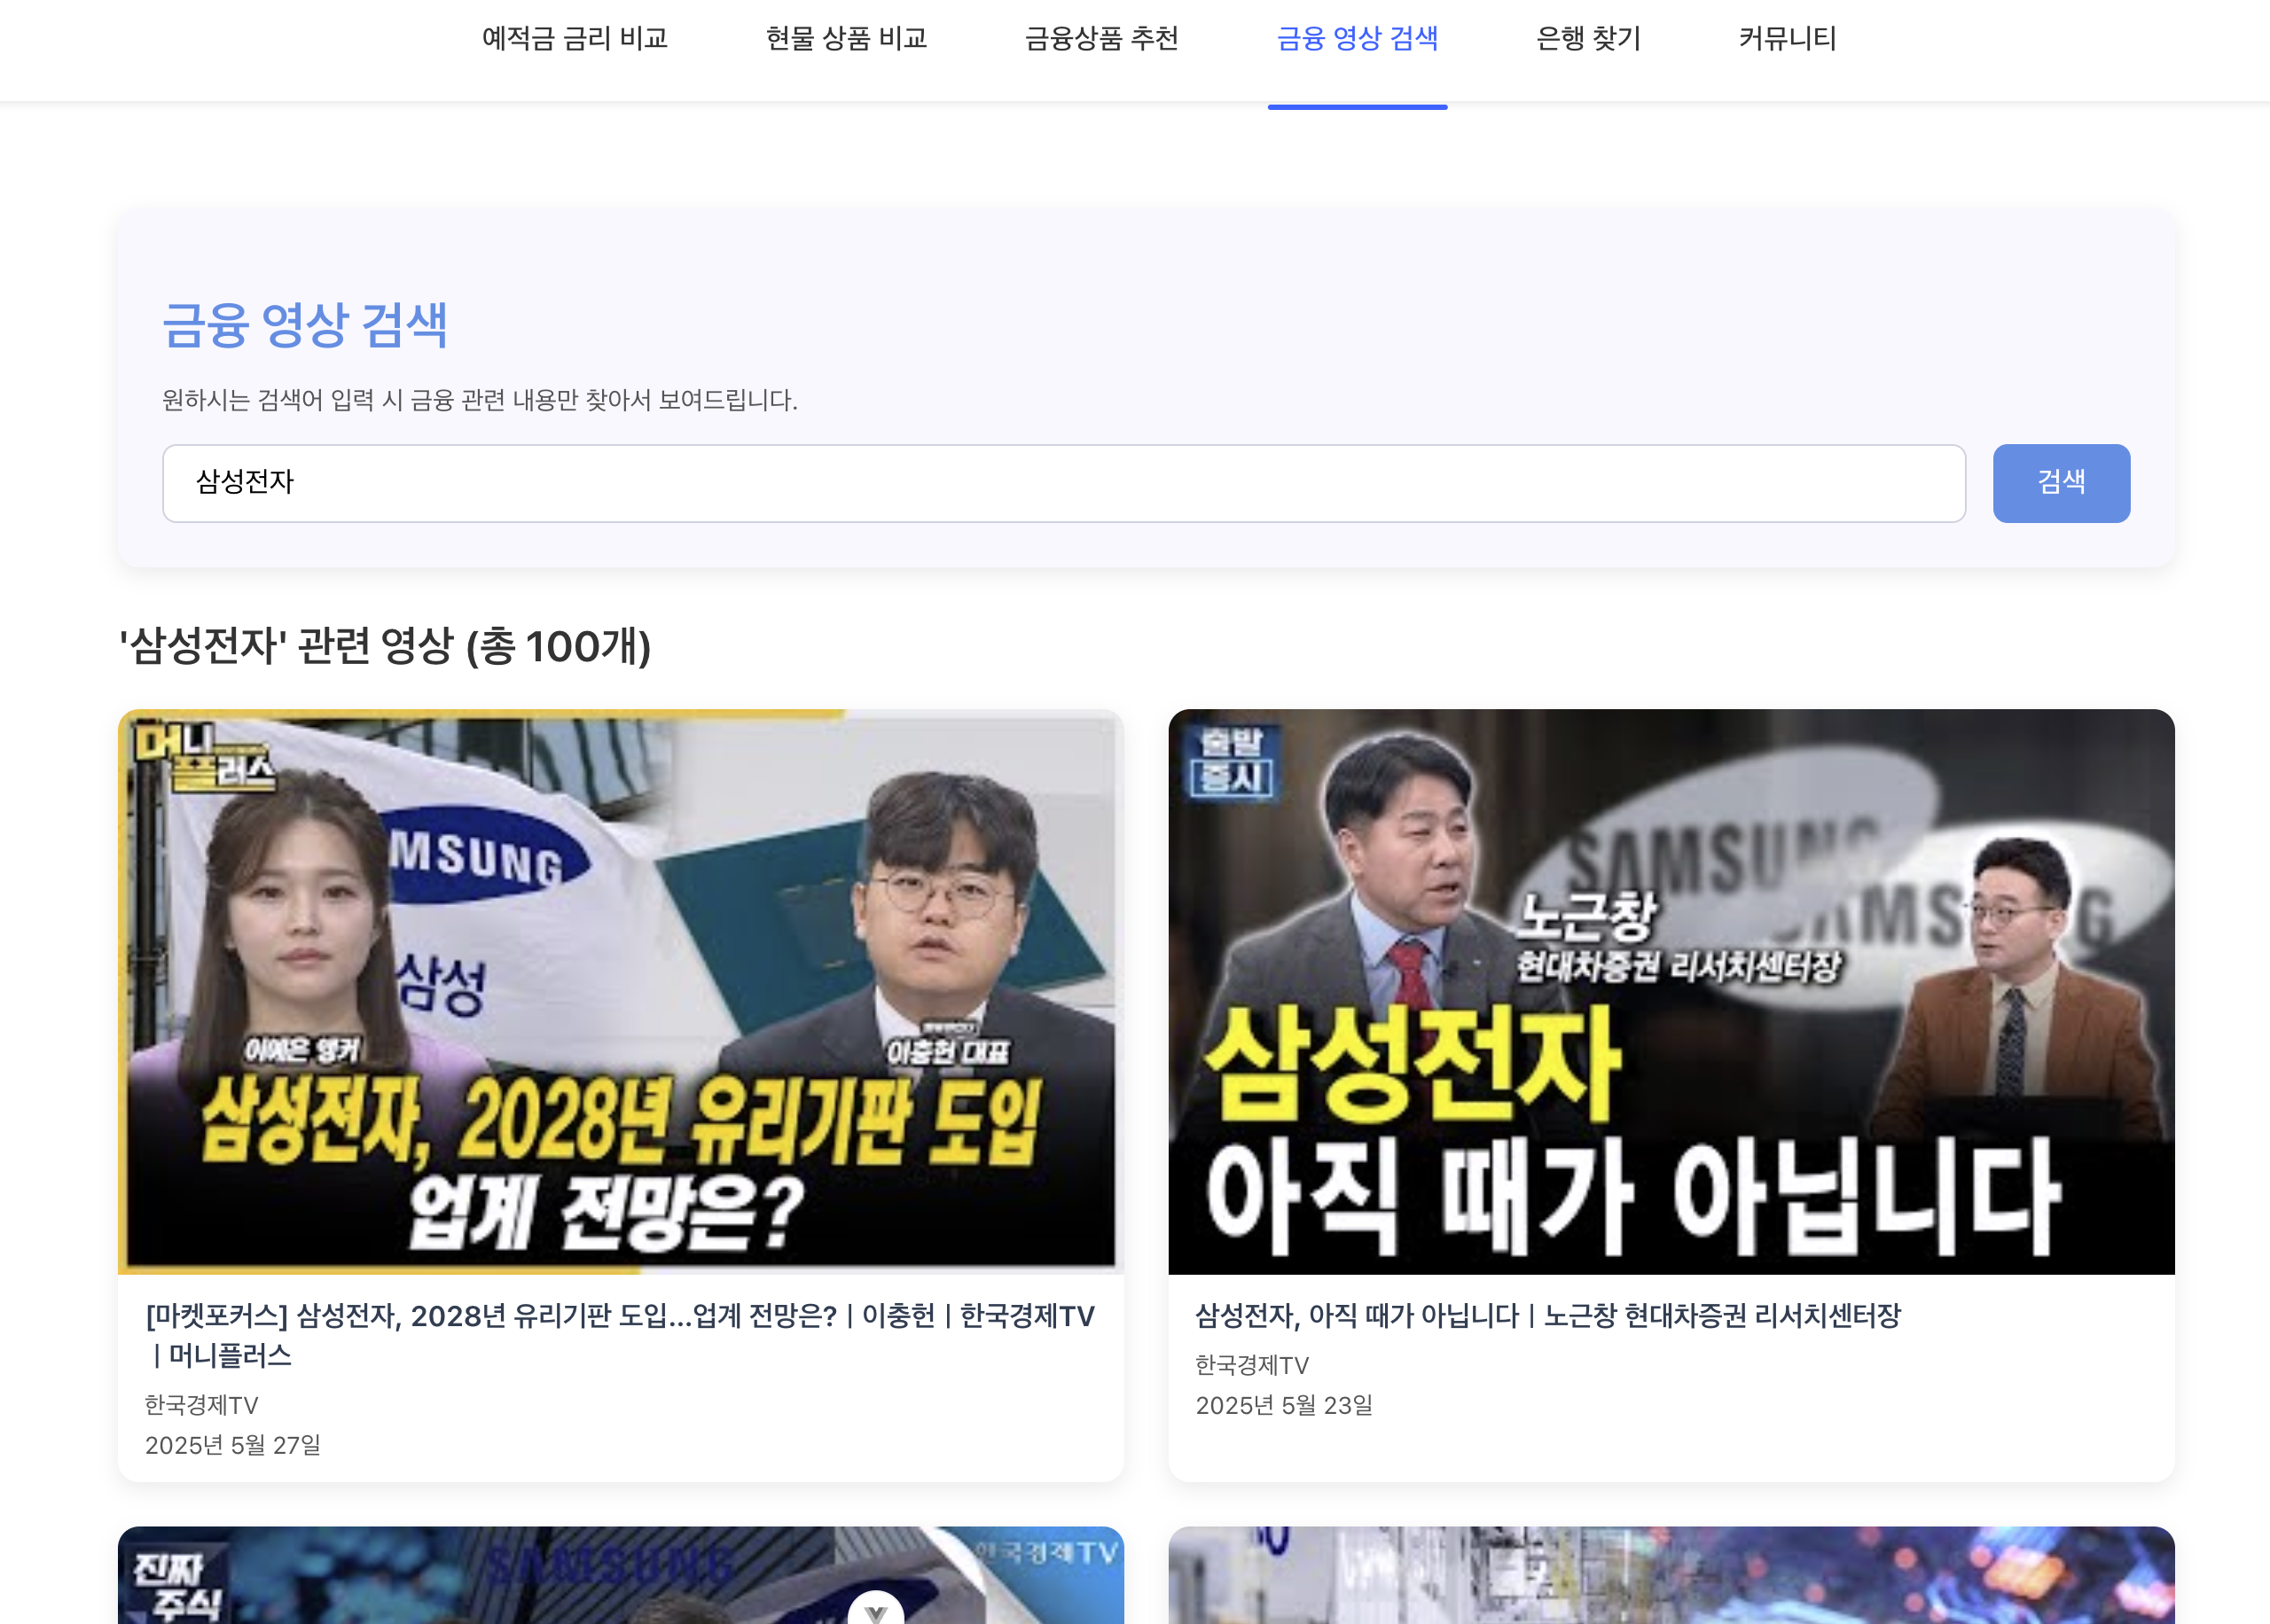 예적금 금리 비교
현물 상품 비교
금융상품 추천
금융 영상 검색
은행 찾기
커뮤니티
금융 영상 검색
원하시는 검색어 입력 시 금융 관련 내용만 찾아서 보여드립니다.
삼성전자
검색
'삼성전자' 관련 영상 (총 100개)
머니
플러스
MSUNG
삼성
이예은 앵커
이충헌 대표
삼성전자, 2028년 유리기판 도입
업계 전망은?
출발
증시
SAMSUNG
노근창
현대차증권 리서치센터장
삼성전자
아직 때가 아닙니다
[마켓포커스] 삼성전자, 2028년 유리기판 도입...업계 전망은?ㅣ이충헌ㅣ한국경제TV
ㅣ머니플러스
한국경제TV
2025년 5월 27일
삼성전자, 아직 때가 아닙니다ㅣ노근창 현대차증권 리서치센터장
한국경제TV
2025년 5월 23일
진짜
주식
SAMSUNG
한국경제TV